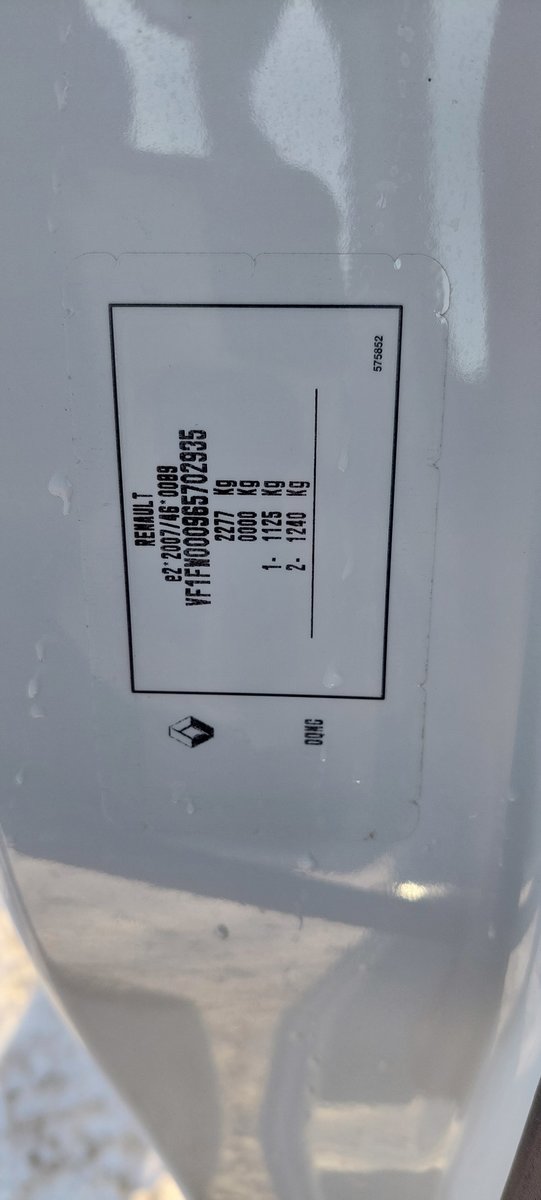 RENAULT
e2*2007/46*0089
VF1FW000965702935
2277 Kg
0000 Kg
1- 1125 Kg
2- 1240 Kg
575852